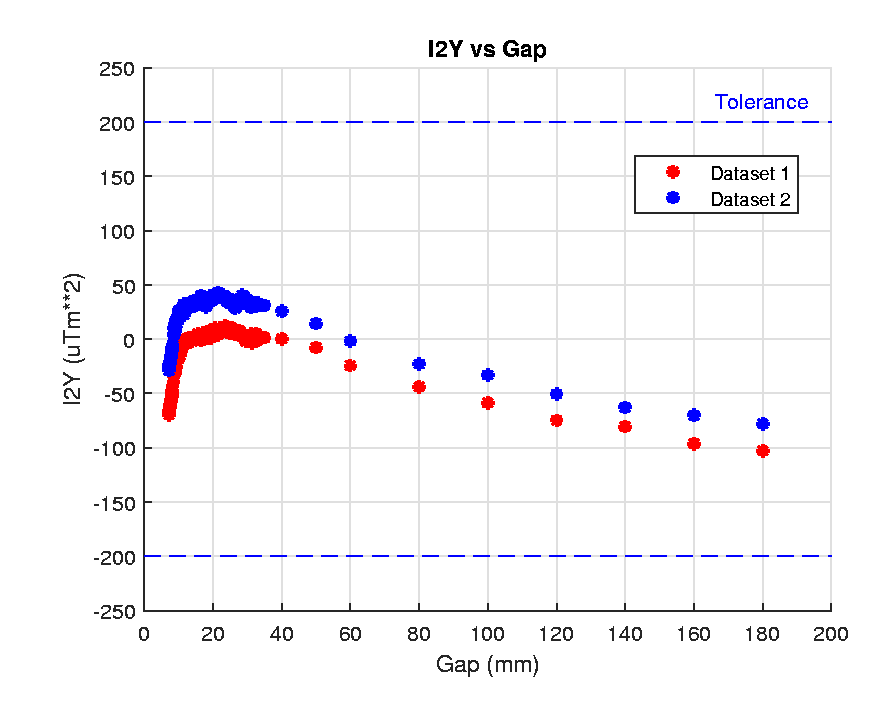 I2Y vs Gap
250
Tolerance
200
Dataset 1
Dataset 2
150
100
50
0
-50
-100
-150
-200
-250
I2Y (uTm**2)
0 20 40 60 80 100 120 140 160 180 200
Gap (mm)